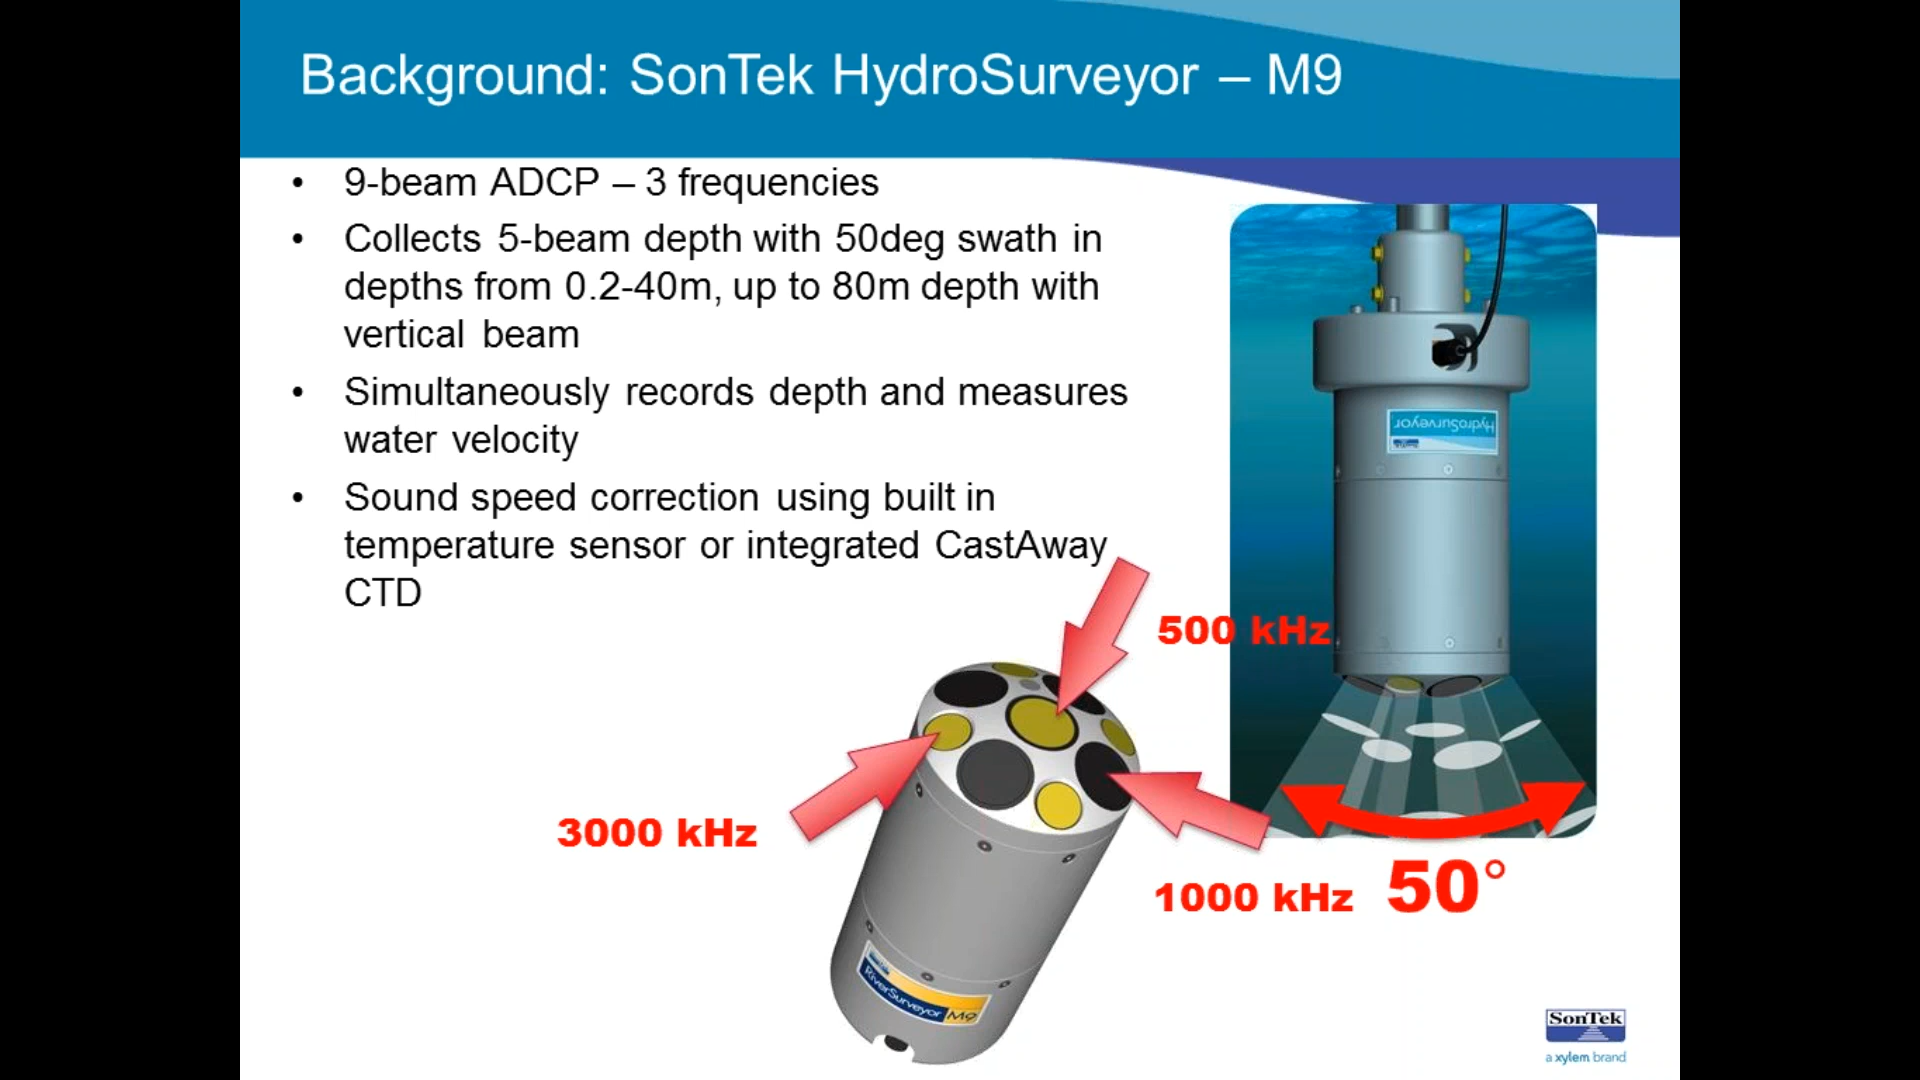 Background: SonTek HydroSurveyor – M9
• 9-beam ADCP – 3 frequencies
• Collects 5-beam depth with 50deg swath in
depths from 0.2-40m, up to 80m depth with
vertical beam
• Simultaneously records depth and measures
water velocity
• Sound speed correction using built in
temperature sensor or integrated CastAway
CTD
HydroSurveyor
500 kHz
3000 kHz
1000 kHz
50°
RiverSurveyor M9
SonTek
a xylem brand